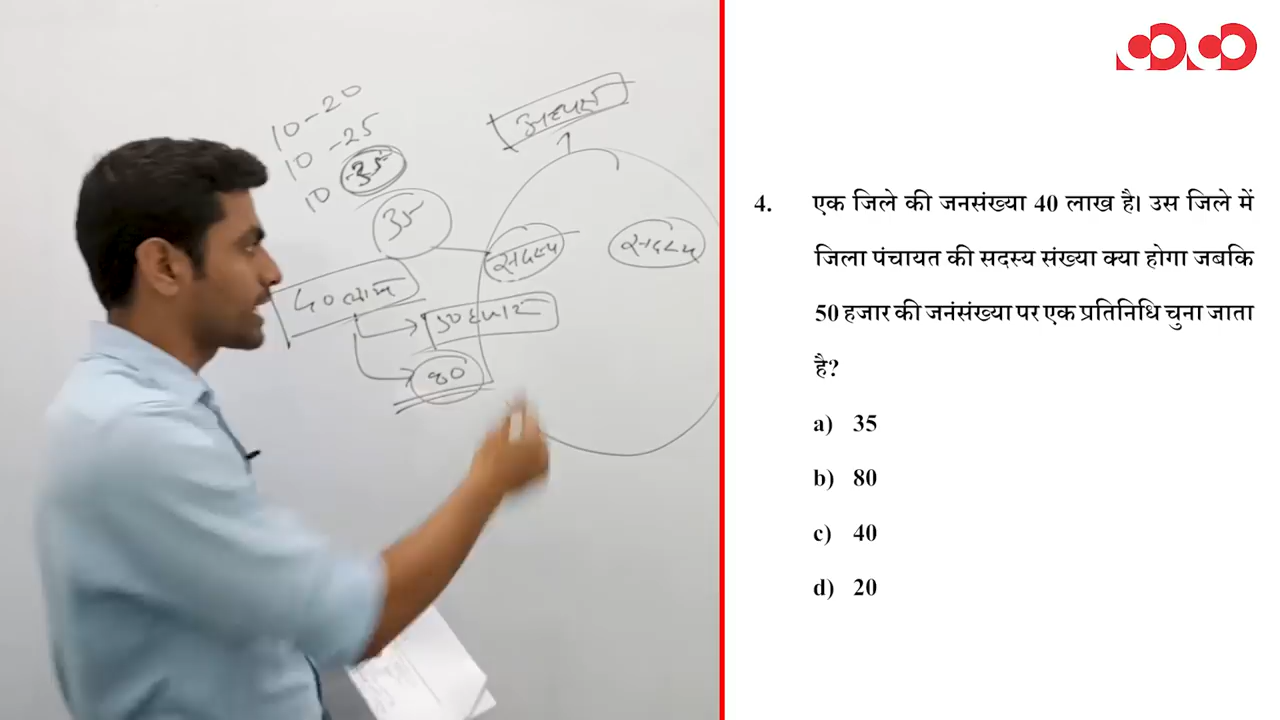 10-20
10-25
10-35
35
अध्यक्ष
सदस्य
सदस्य
40 लाख
50 हजार
80
4. एक जिले की जनसंख्या 40 लाख है। उस जिले में
जिला पंचायत की सदस्य संख्या क्या होगा जबकि
50 हजार की जनंसंख्या पर एक प्रतिनिधि चुना जाता
है?
a) 35
b) 80
c) 40
d) 20